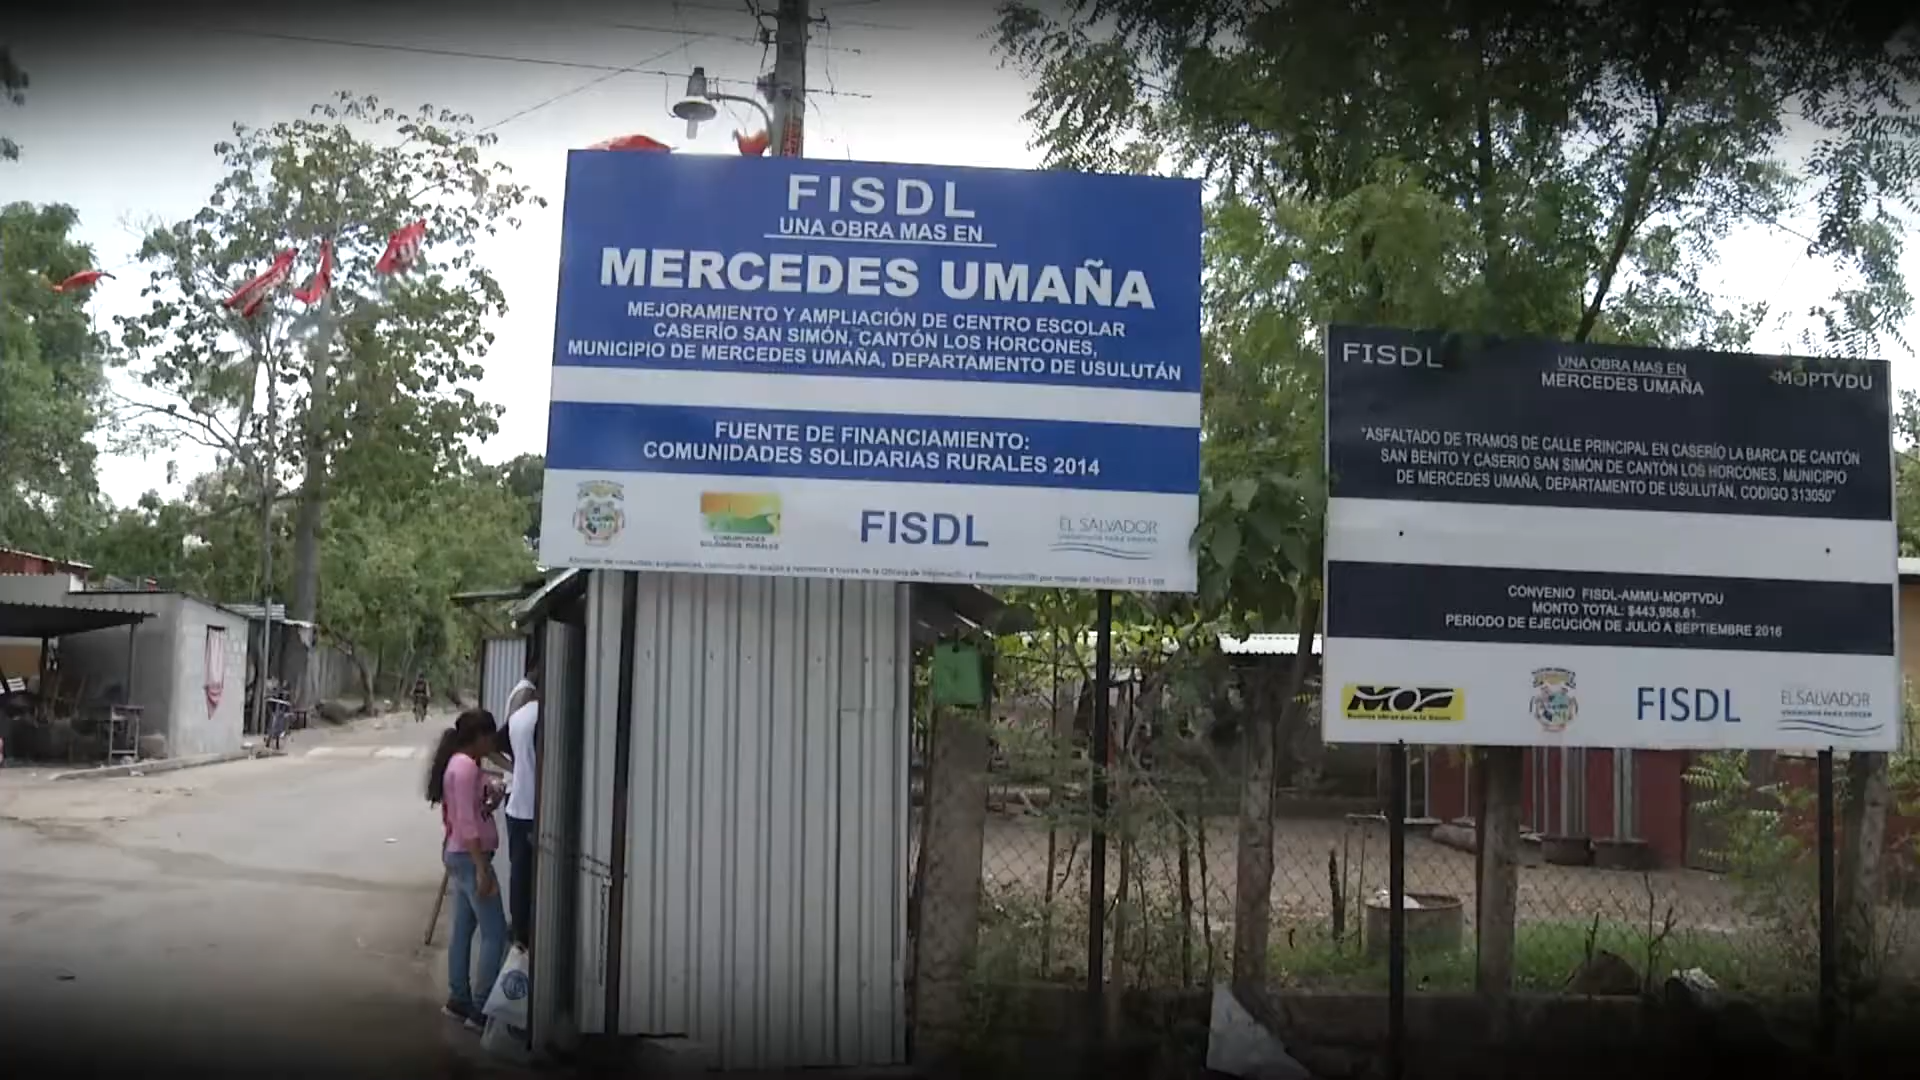 FISDL
UNA OBRA MAS EN
MERCEDES UMAÑA
MEJORAMIENTO Y AMPLIACIÓN DE CENTRO ESCOLAR
CASERÍO SAN SIMÓN, CANTÓN LOS HORCONES,
MUNICIPIO DE MERCEDES UMAÑA, DEPARTAMENTO DE USULUTÁN
FUENTE DE FINANCIAMIENTO:
COMUNIDADES SOLIDARIAS RURALES 2014
COMUNIDADES
SOLIDARIAS RURALES
FISDL
EL SALVADOR
FISDL
UNA OBRA MAS EN
MERCEDES UMAÑA
MOPTVDU
"ASFALTADO DE TRAMOS DE CALLE PRINCIPAL EN CASERÍO LA BARCA DE CANTÓN
SAN BENITO Y CASERIO SAN SIMÓN DE CANTÓN LOS HORCONES, MUNICIPIO
DE MERCEDES UMAÑA, DEPARTAMENTO DE USULUTÁN, CODIGO 313050"
CONVENIO FISDL-AMMU-MOPTVDU
MONTO TOTAL: $443,958.61.
PERIODO DE EJECUCIÓN DE JULIO A SEPTIEMBRE 2016
MOP
FISDL
EL SALVADOR